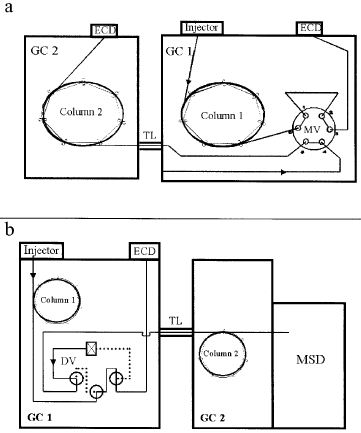 a
ECD
Injector
ECD
GC 2
GC 1
Column 2
Column 1
MV
TL
b
Injector
ECD
TL
Column 1
Column 2
DV
MSD
GC 1
GC 2